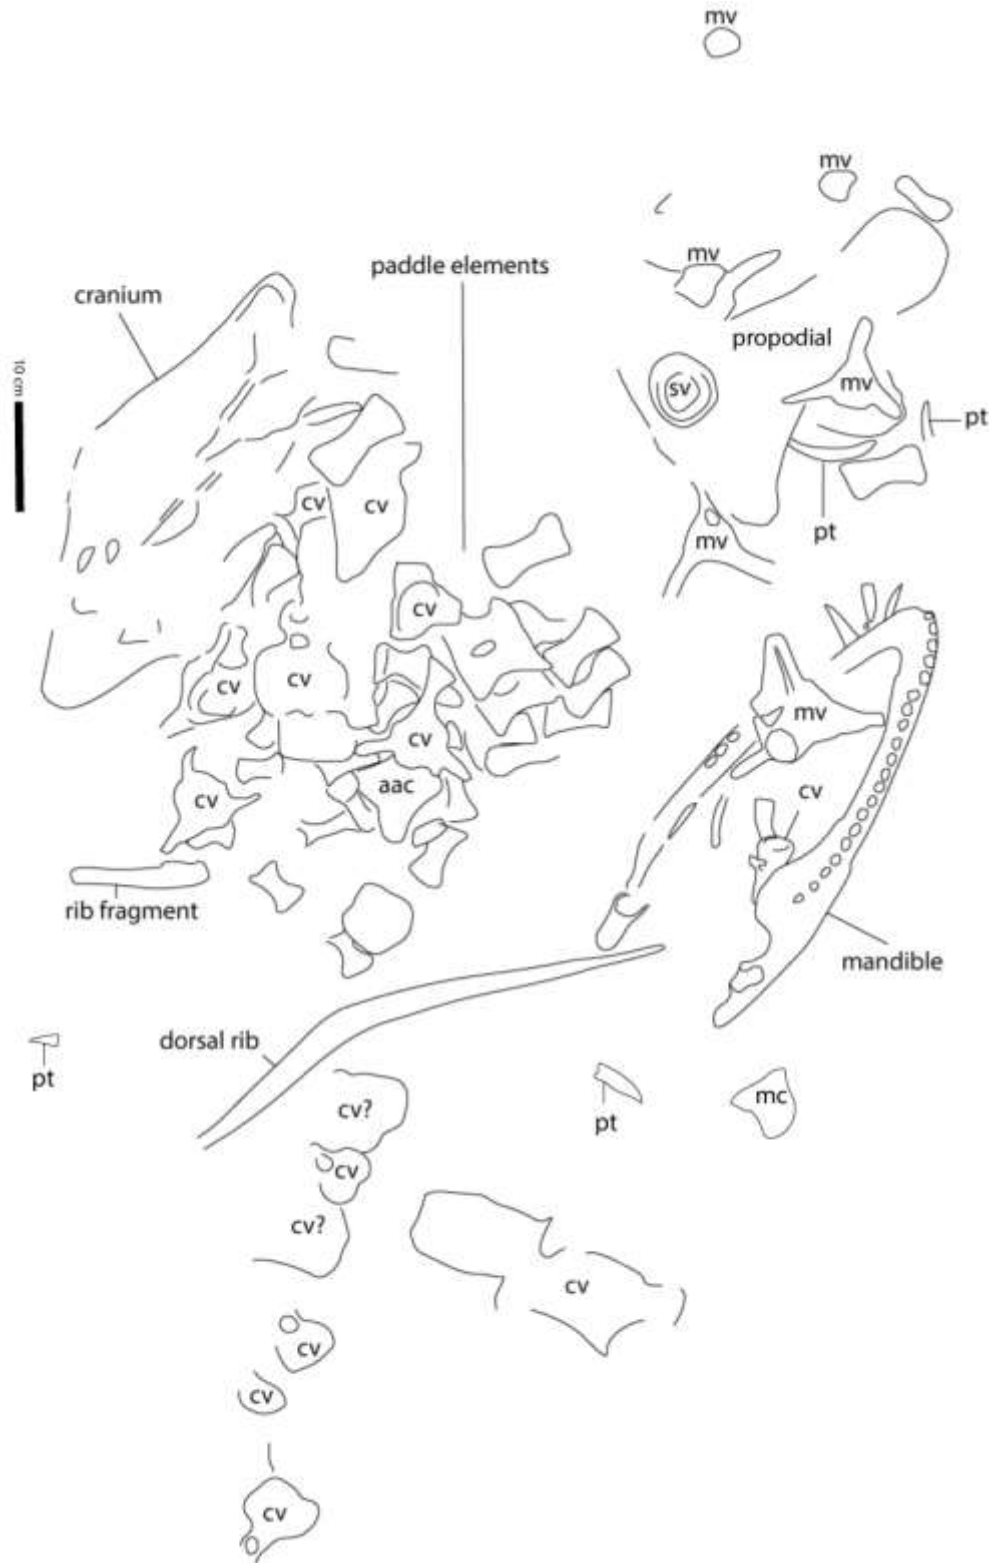 mv
mv
mv
paddle elements
cranium
propodial
10 cm
sv
mv
pt
cv
cv
pt
mv
cv
cv
cv
mv
cv
aac
cv
cv
rib fragment
mandible
dorsal rib
pt
cv?
pt
mc
cv
cv?
cv
cv
cv
cv